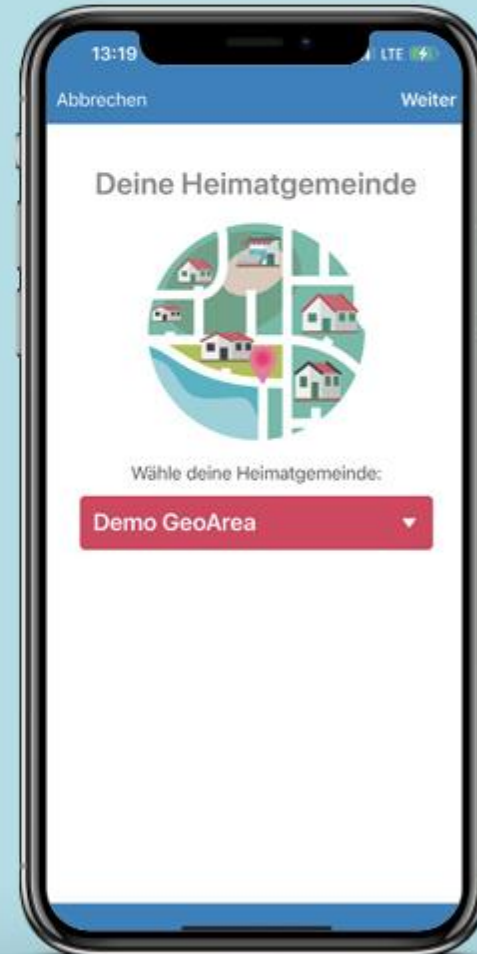 13:19 LTE
Abbrechen Weiter
Deine Heimatgemeinde
Wähle deine Heimatgemeinde:
Demo GeoArea